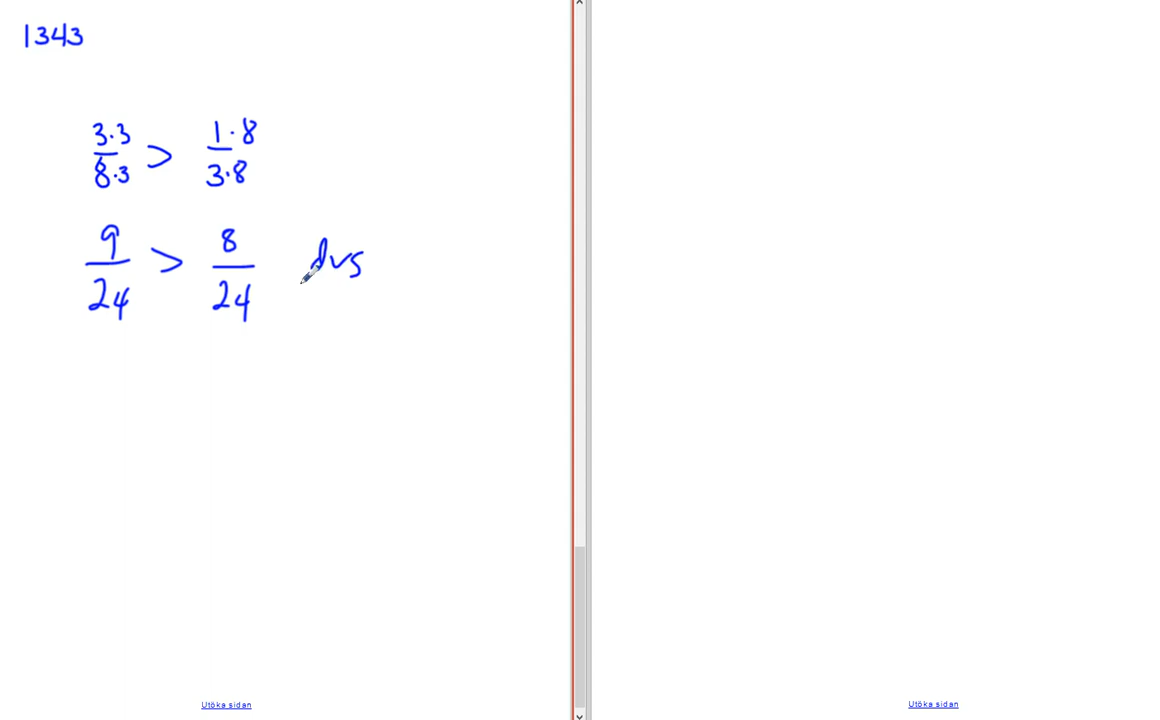 1343
3·3/8·3 > 1·8/3·8
9/24 > 8/24 dvs
Utöka sidan
Utöka sidan